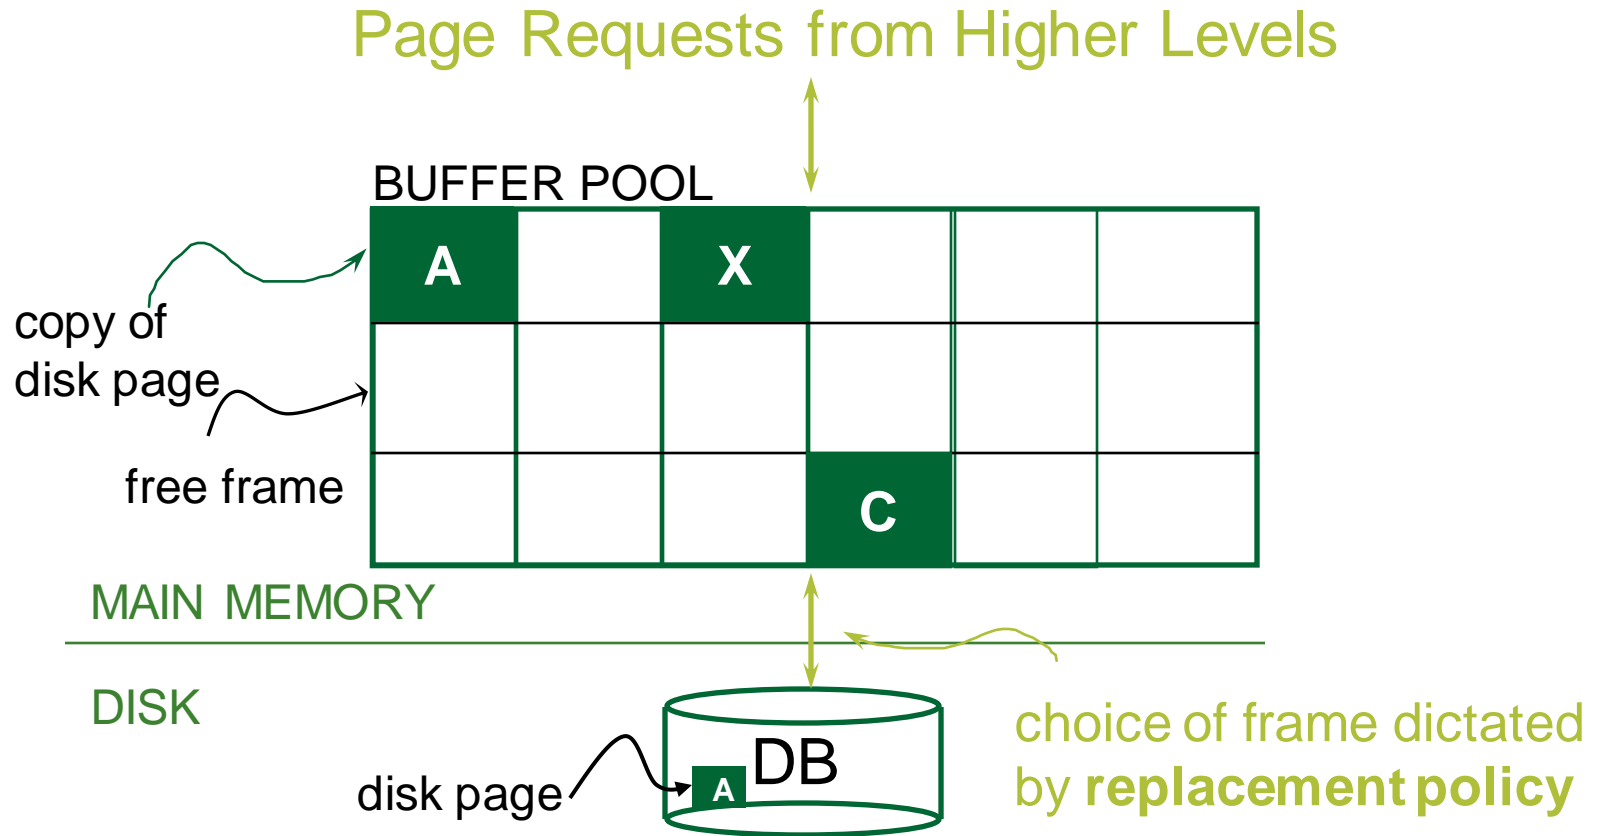 Page Requests from Higher Levels
BUFFER POOL
A
X
copy of
disk page
free frame
C
MAIN MEMORY
DISK
choice of frame dictated
by replacement policy
DB
A
disk page